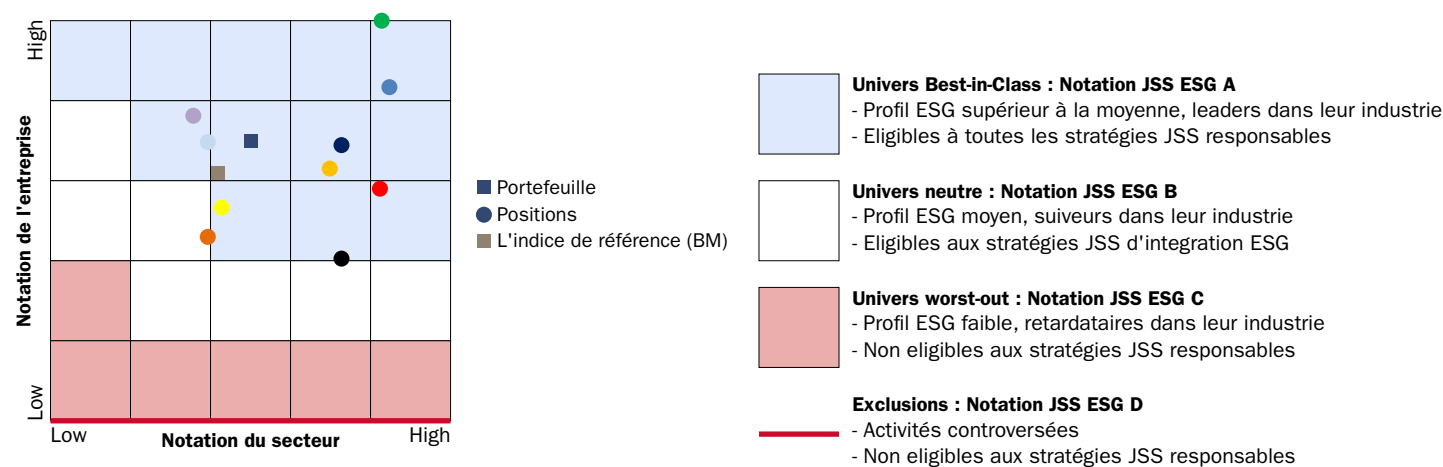 High
Notation de l'entreprise
Low
Low
Notation du secteur
High
Portefeuille
Positions
L'indice de référence (BM)
Univers Best-in-Class : Notation JSS ESG A
- Profil ESG supérieur à la moyenne, leaders dans leur industrie
- Eligibles à toutes les stratégies JSS responsables
Univers neutre : Notation JSS ESG B
- Profil ESG moyen, suiveurs dans leur industrie
- Eligibles aux stratégies JSS d'integration ESG
Univers worst-out : Notation JSS ESG C
- Profil ESG faible, retardataires dans leur industrie
- Non eligibles aux stratégies JSS responsables
Exclusions : Notation JSS ESG D
- Activités controversées
- Non eligibles aux stratégies JSS responsables